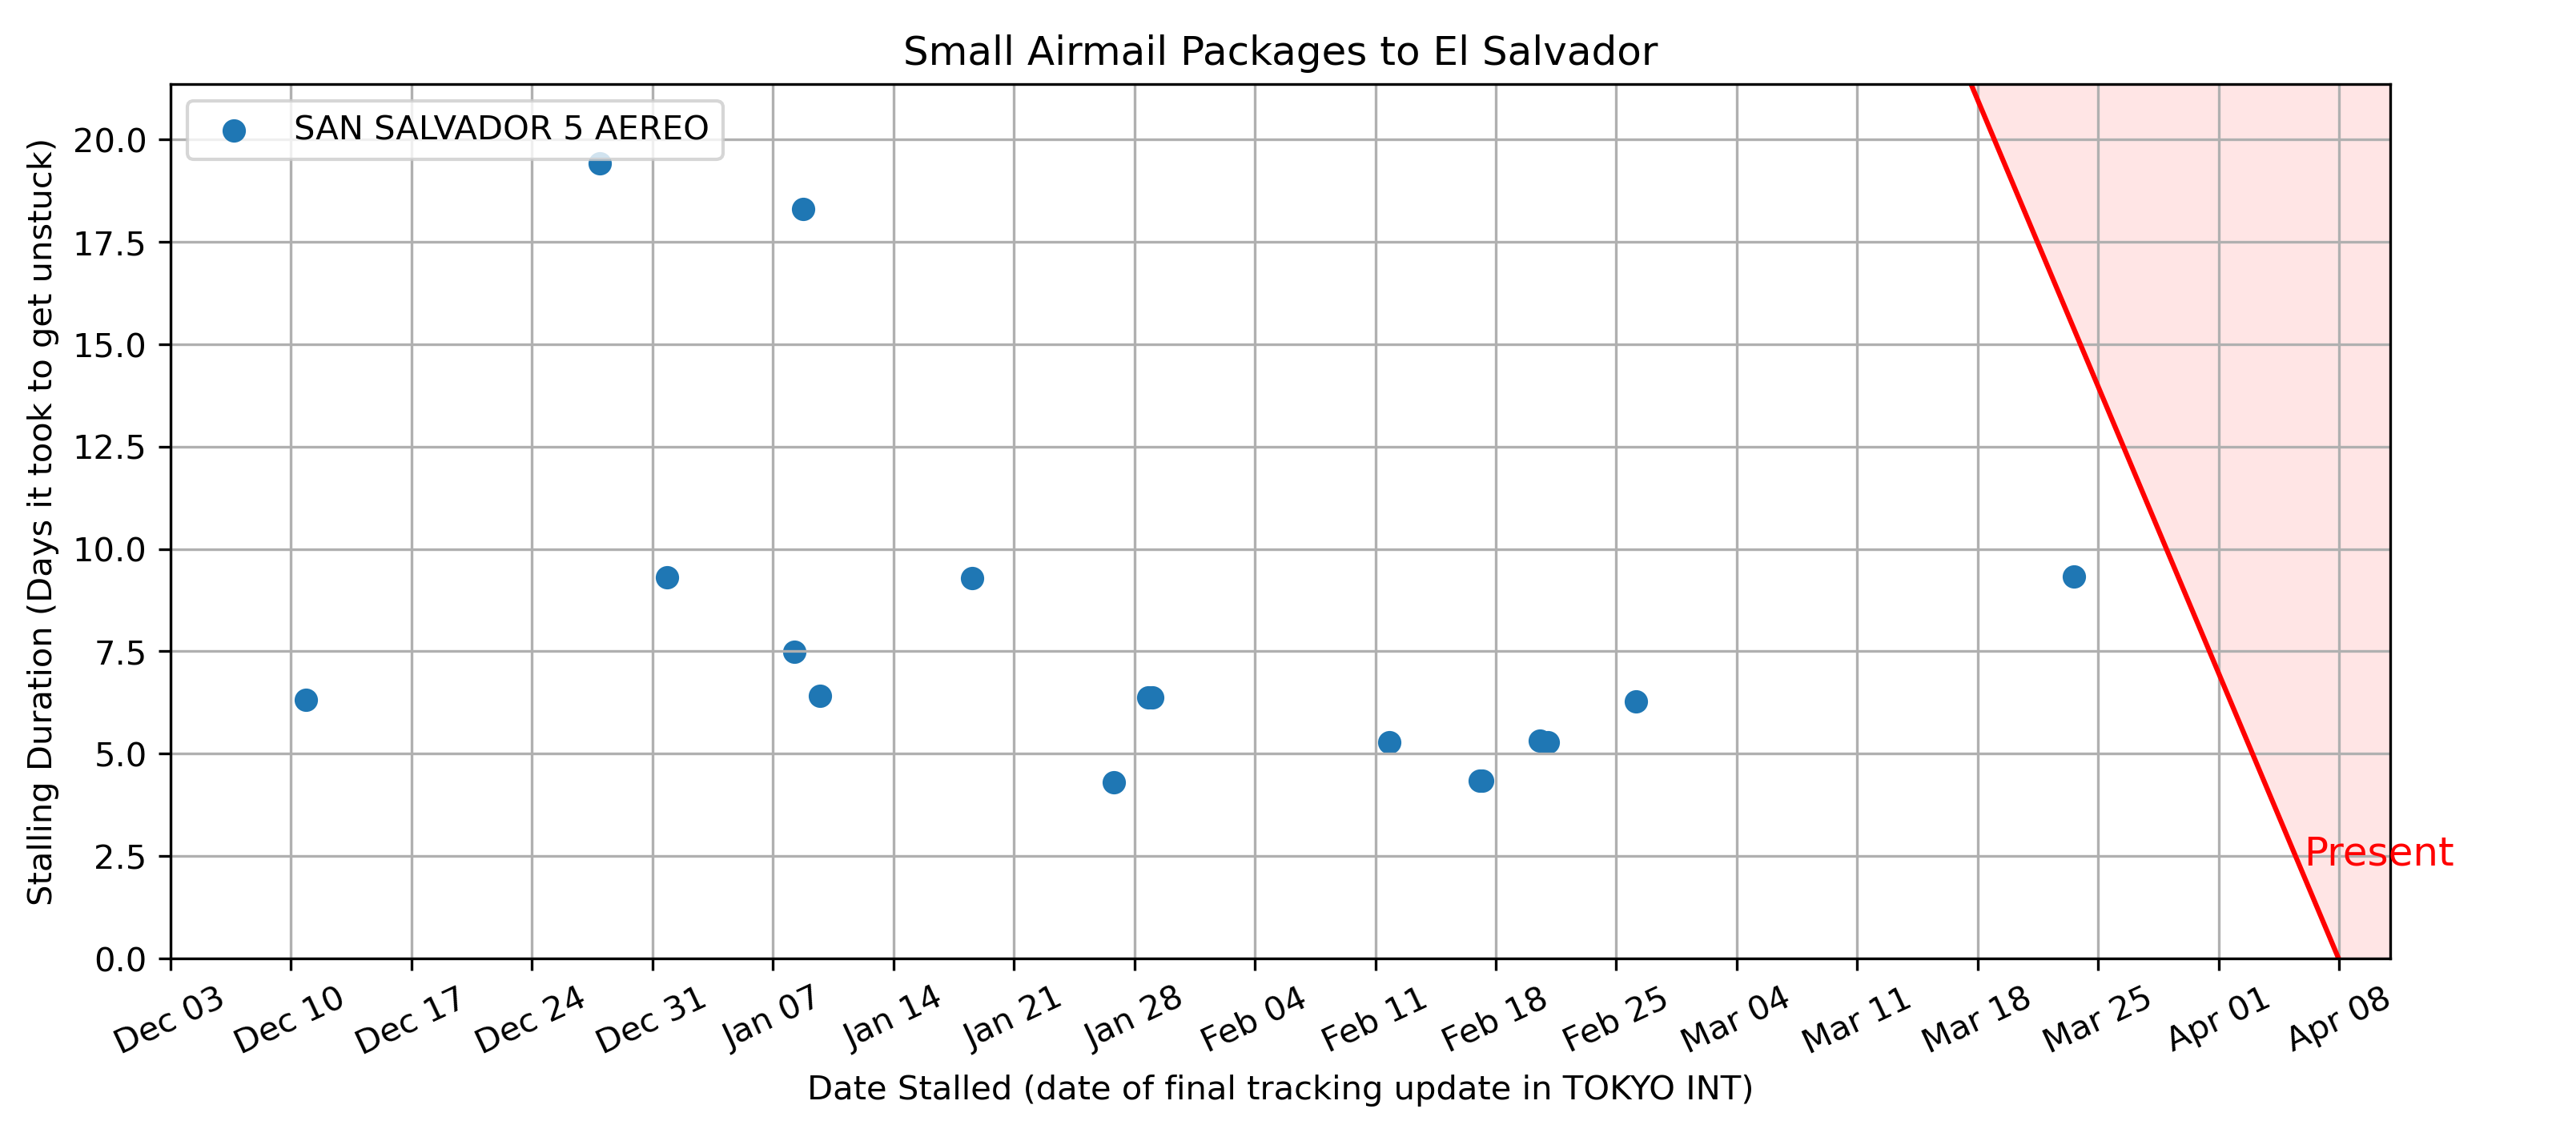 Small Airmail Packages to El Salvador
SAN SALVADOR 5 AEREO
Stalling Duration (Days it took to get unstuck)
20.0
17.5
15.0
12.5
10.0
7.5
5.0
2.5
0.0
Present
Dec 03 Dec 10 Dec 17 Dec 24 Dec 31 Jan 07 Jan 14 Jan 21 Jan 28 Feb 04 Feb 11 Feb 18 Feb 25 Mar 04 Mar 11 Mar 18 Mar 25 Apr 01 Apr 08
Date Stalled (date of final tracking update in TOKYO INT)